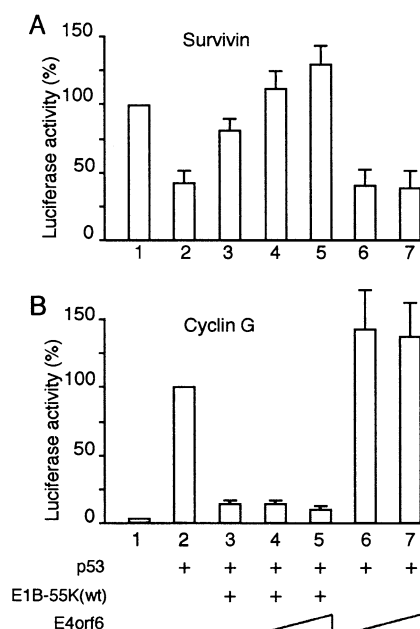 A
Survivin
Luciferase activity (%)
150
100
50
0
1 2 3 4 5 6 7
B
Cyclin G
Luciferase activity (%)
150
100
50
0
1 2 3 4 5 6 7
p53 + + + + + +
E1B-55K(wt) + + +
E4orf6